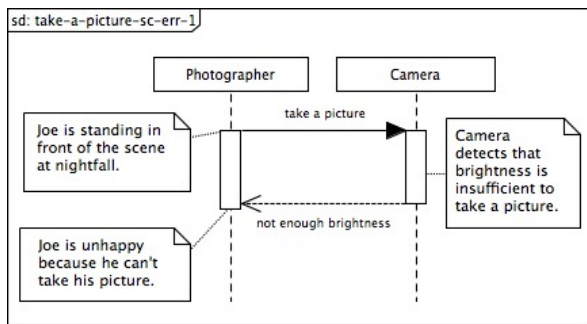 sd: take-a-picture-sc-err-1
Photographer
Camera
take a picture
Joe is standing in
front of the scene
at nightfall.
Camera
detects that
brightness is
insufficient to
take a picture.
not enough brightness
Joe is unhappy
because he can't
take his picture.